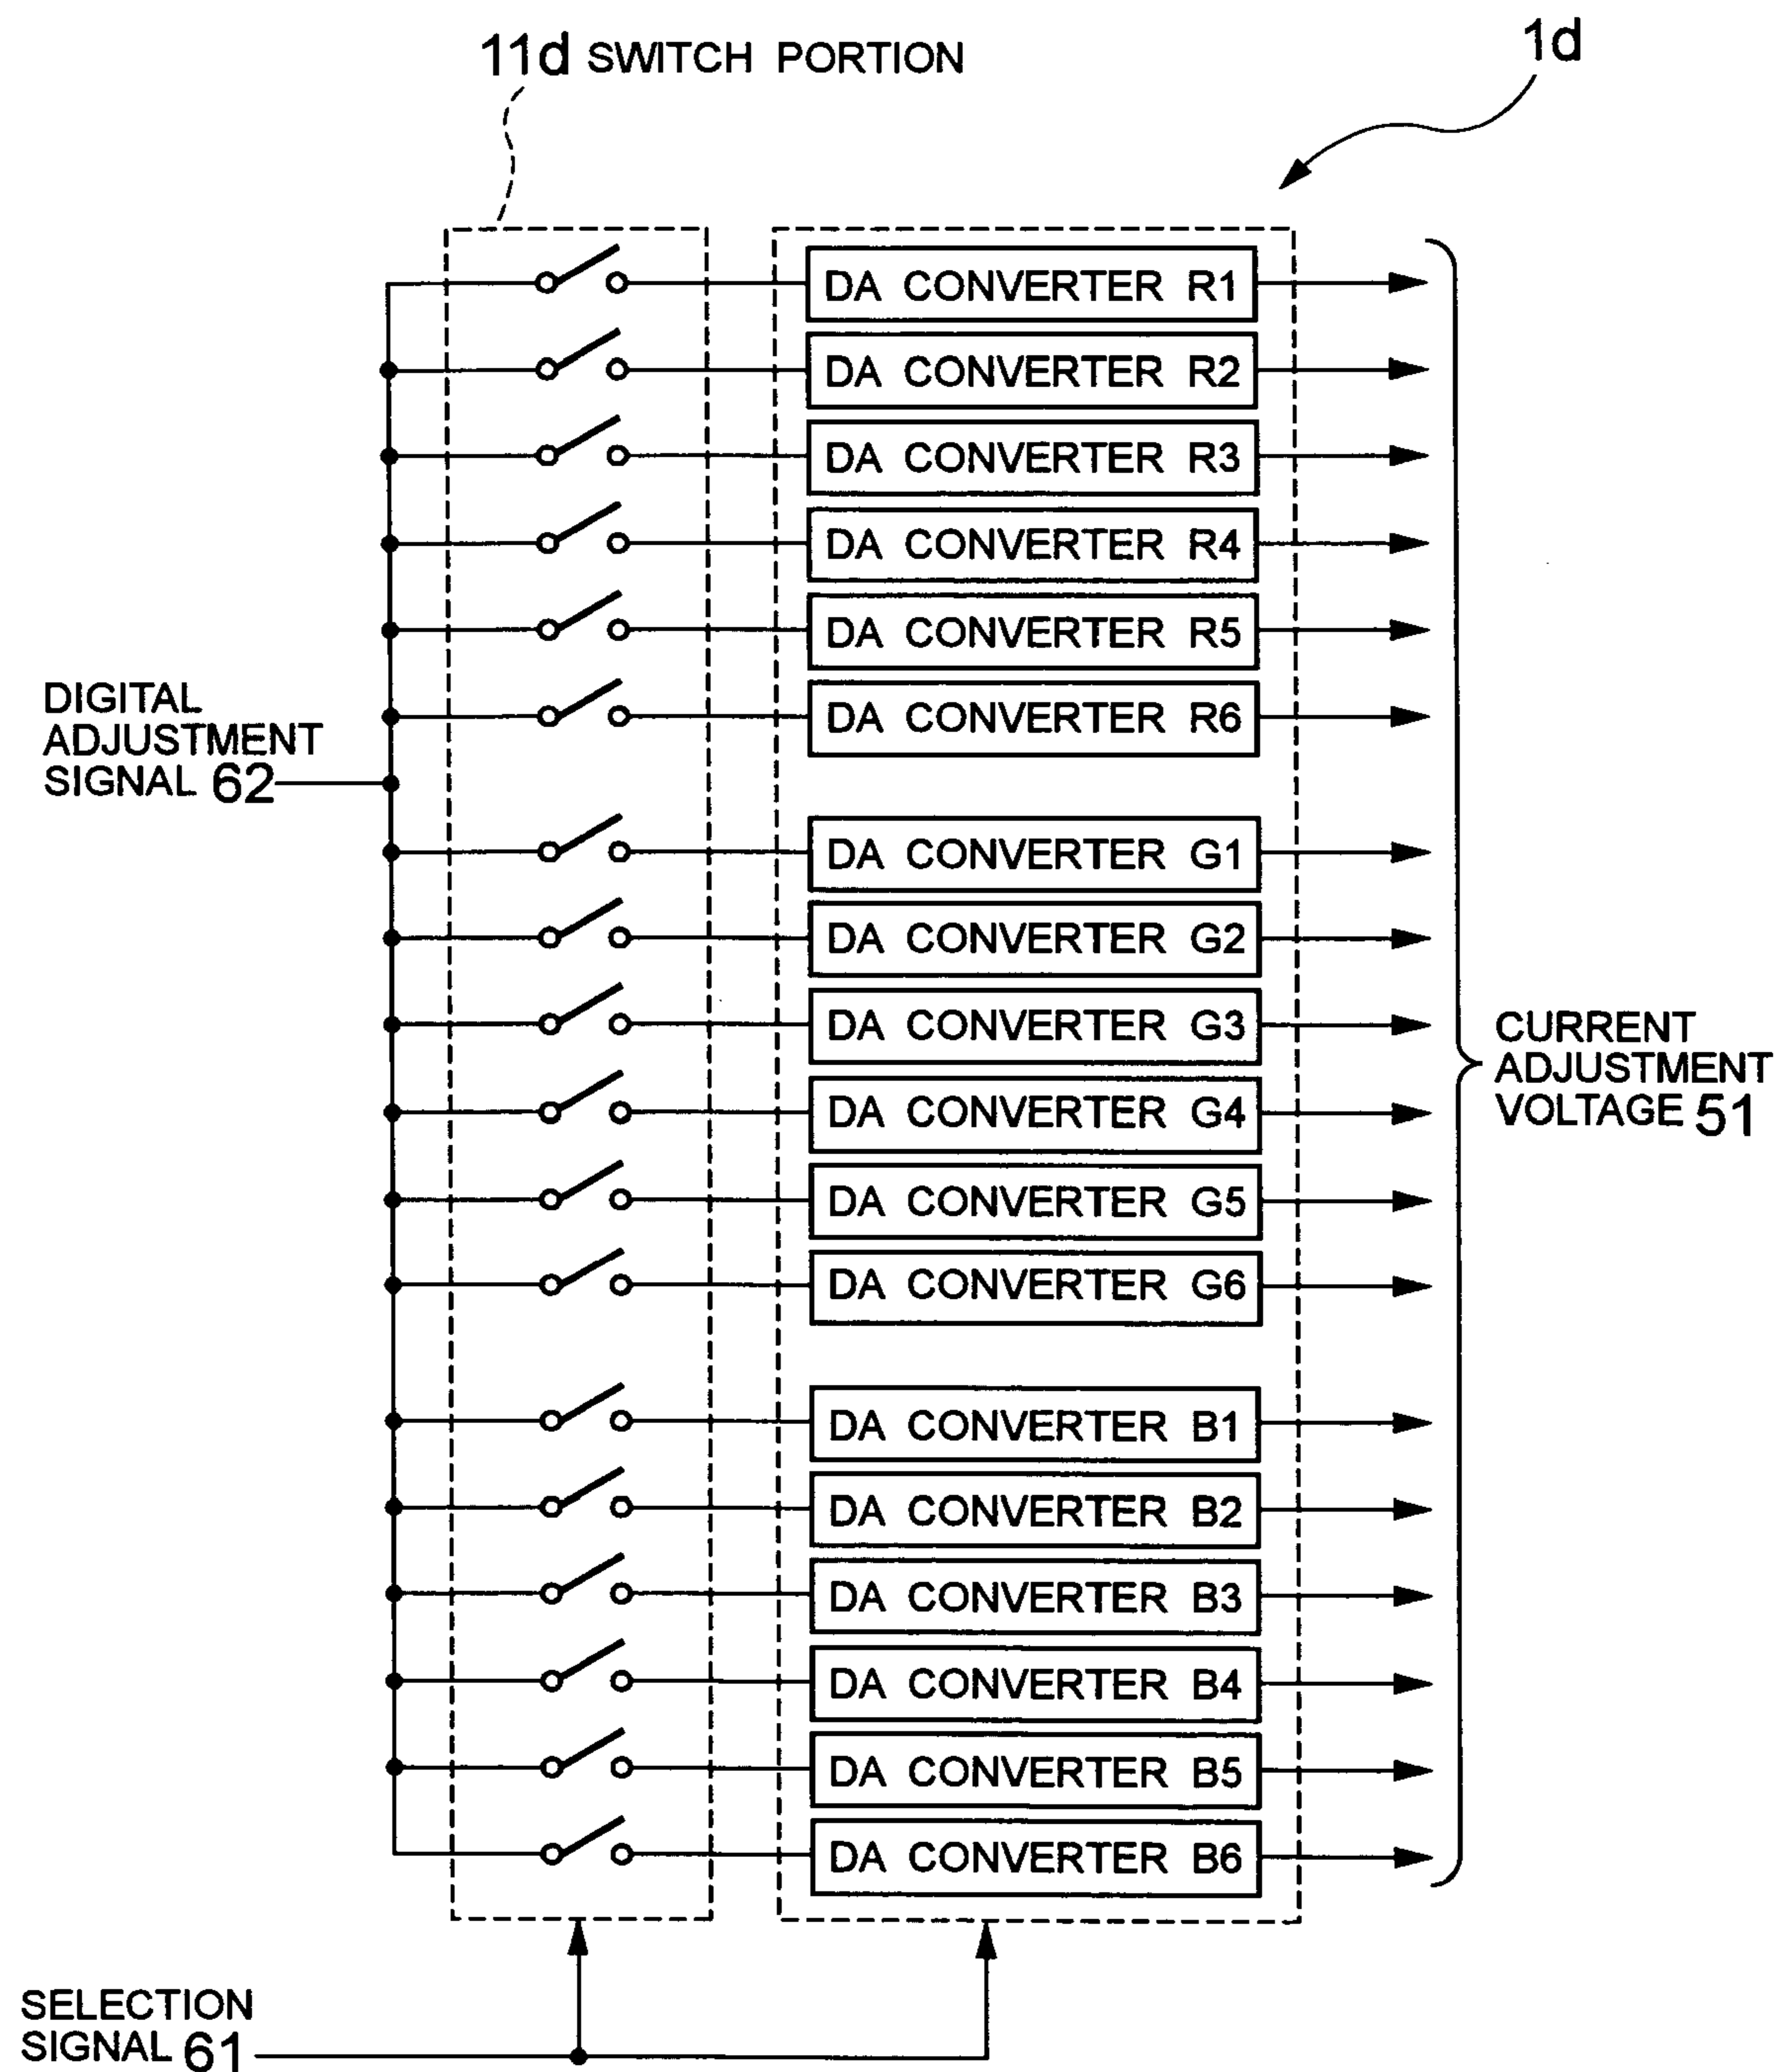 11d SWITCH PORTION
1d
DA CONVERTER R1
DA CONVERTER R2
DA CONVERTER R3
DA CONVERTER R4
DA CONVERTER R5
DA CONVERTER R6
DIGITAL
ADJUSTMENT
SIGNAL 62
DA CONVERTER G1
DA CONVERTER G2
DA CONVERTER G3
DA CONVERTER G4
DA CONVERTER G5
DA CONVERTER G6
CURRENT
ADJUSTMENT
VOLTAGE 51
DA CONVERTER B1
DA CONVERTER B2
DA CONVERTER B3
DA CONVERTER B4
DA CONVERTER B5
DA CONVERTER B6
SELECTION
SIGNAL 61